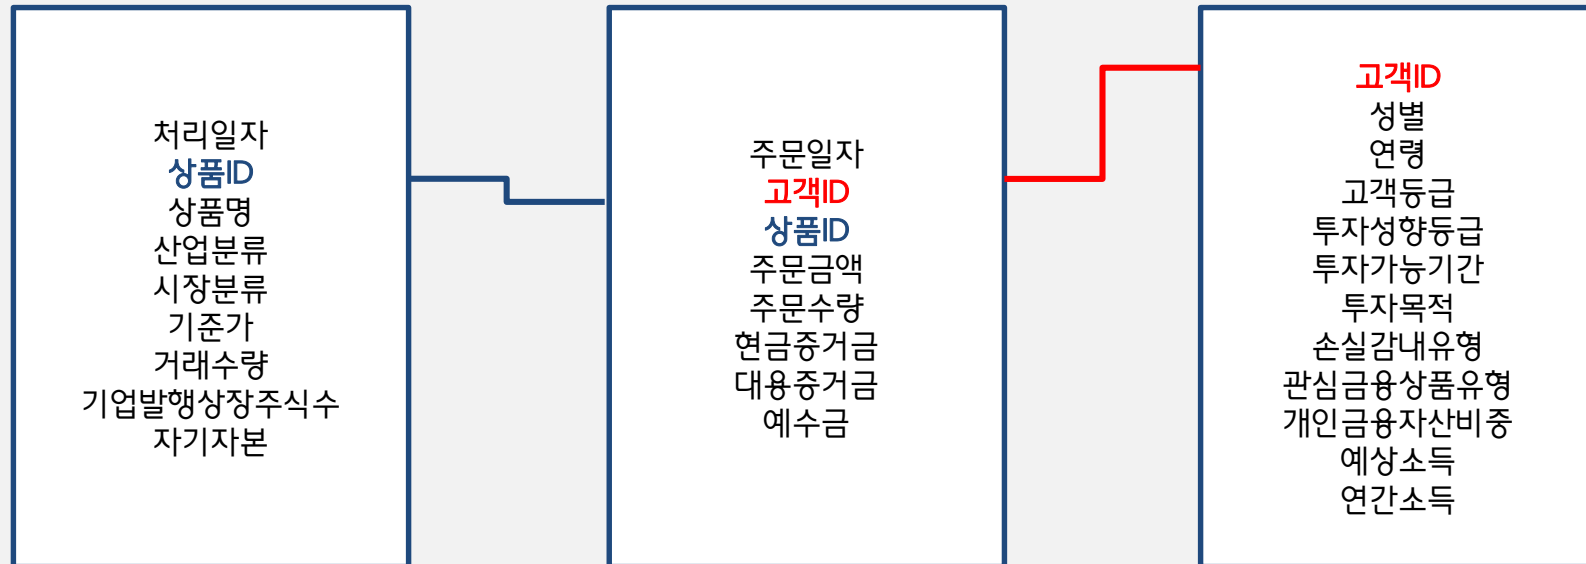 처리일자
상품ID
상품명
산업분류
시장분류
기준가
거래수량
기업발행상장주식수
자기자본
주문일자
고객ID
상품ID
주문금액
주문수량
현금증거금
대용증거금
예수금
고객ID
성별
연령
고객등급
투자성향등급
투자가능기간
투자목적
손실감내유형
관심금융상품유형
개인금융자산비중
예상소득
연간소득